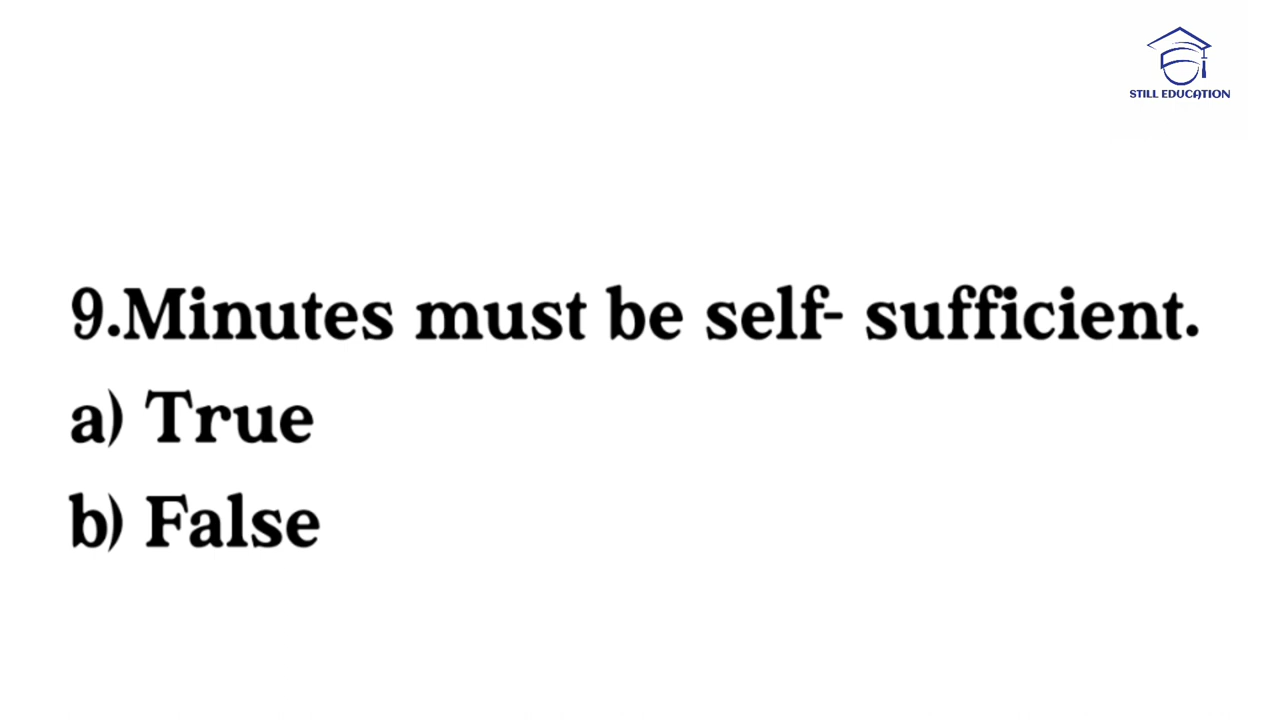 STILL EDUCATION
9.Minutes must be self- sufficient.
a) True
b) False